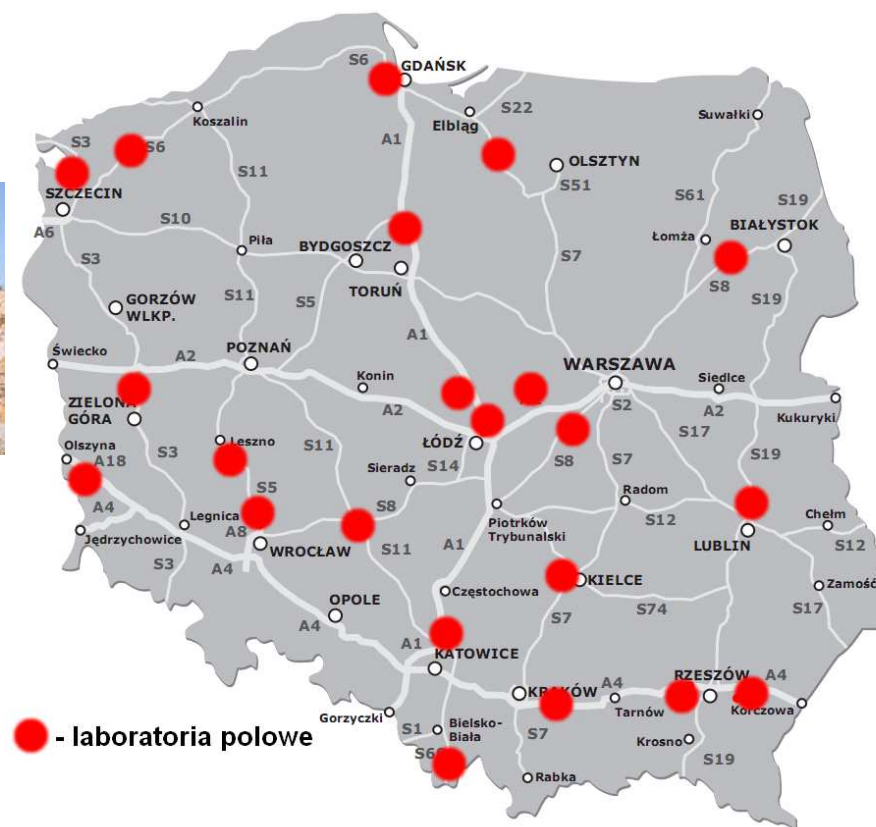 S6
GDAŃSK
S22
Koszalin
Elbląg
Suwałki
S3
S6
A1
OLSZTYN
S11
S51
S61
S19
SZCZECIN
S10
BIAŁYSTOK
A6
Piła
BYDGOSZCZ
Łomża
S3
S7
S8
TORUŃ
S11
S5
S19
GORZÓW
WLKP.
A1
POZNAŃ
WARSZAWA
Świecko
A2
Konin
Siedlce
S2
A2
ZIELONA
GÓRA
A2
Kukuryki
S17
ŁÓDŹ
Olszyna
Leszno
S11
S8
S7
S19
A18
S3
Sieradz
S14
S5
Radom
A4
Legnica
S8
Piotrków
Trybunalski
S12
Chełm
A8
Jędrzychowice
WROCŁAW
S11
A1
LUBLIN
S12
S3
A4
KIELCE
Zamość
OPOLE
Częstochowa
S74
S17
A4
S7
A1
KATOWICE
RZESZÓW
A4
KRAKÓW
A4
Tarnów
Korczowa
Gorzyczki
S1
Bielsko-
Biała
S7
Krosno
S19
Rabka
- laboratoria polowe